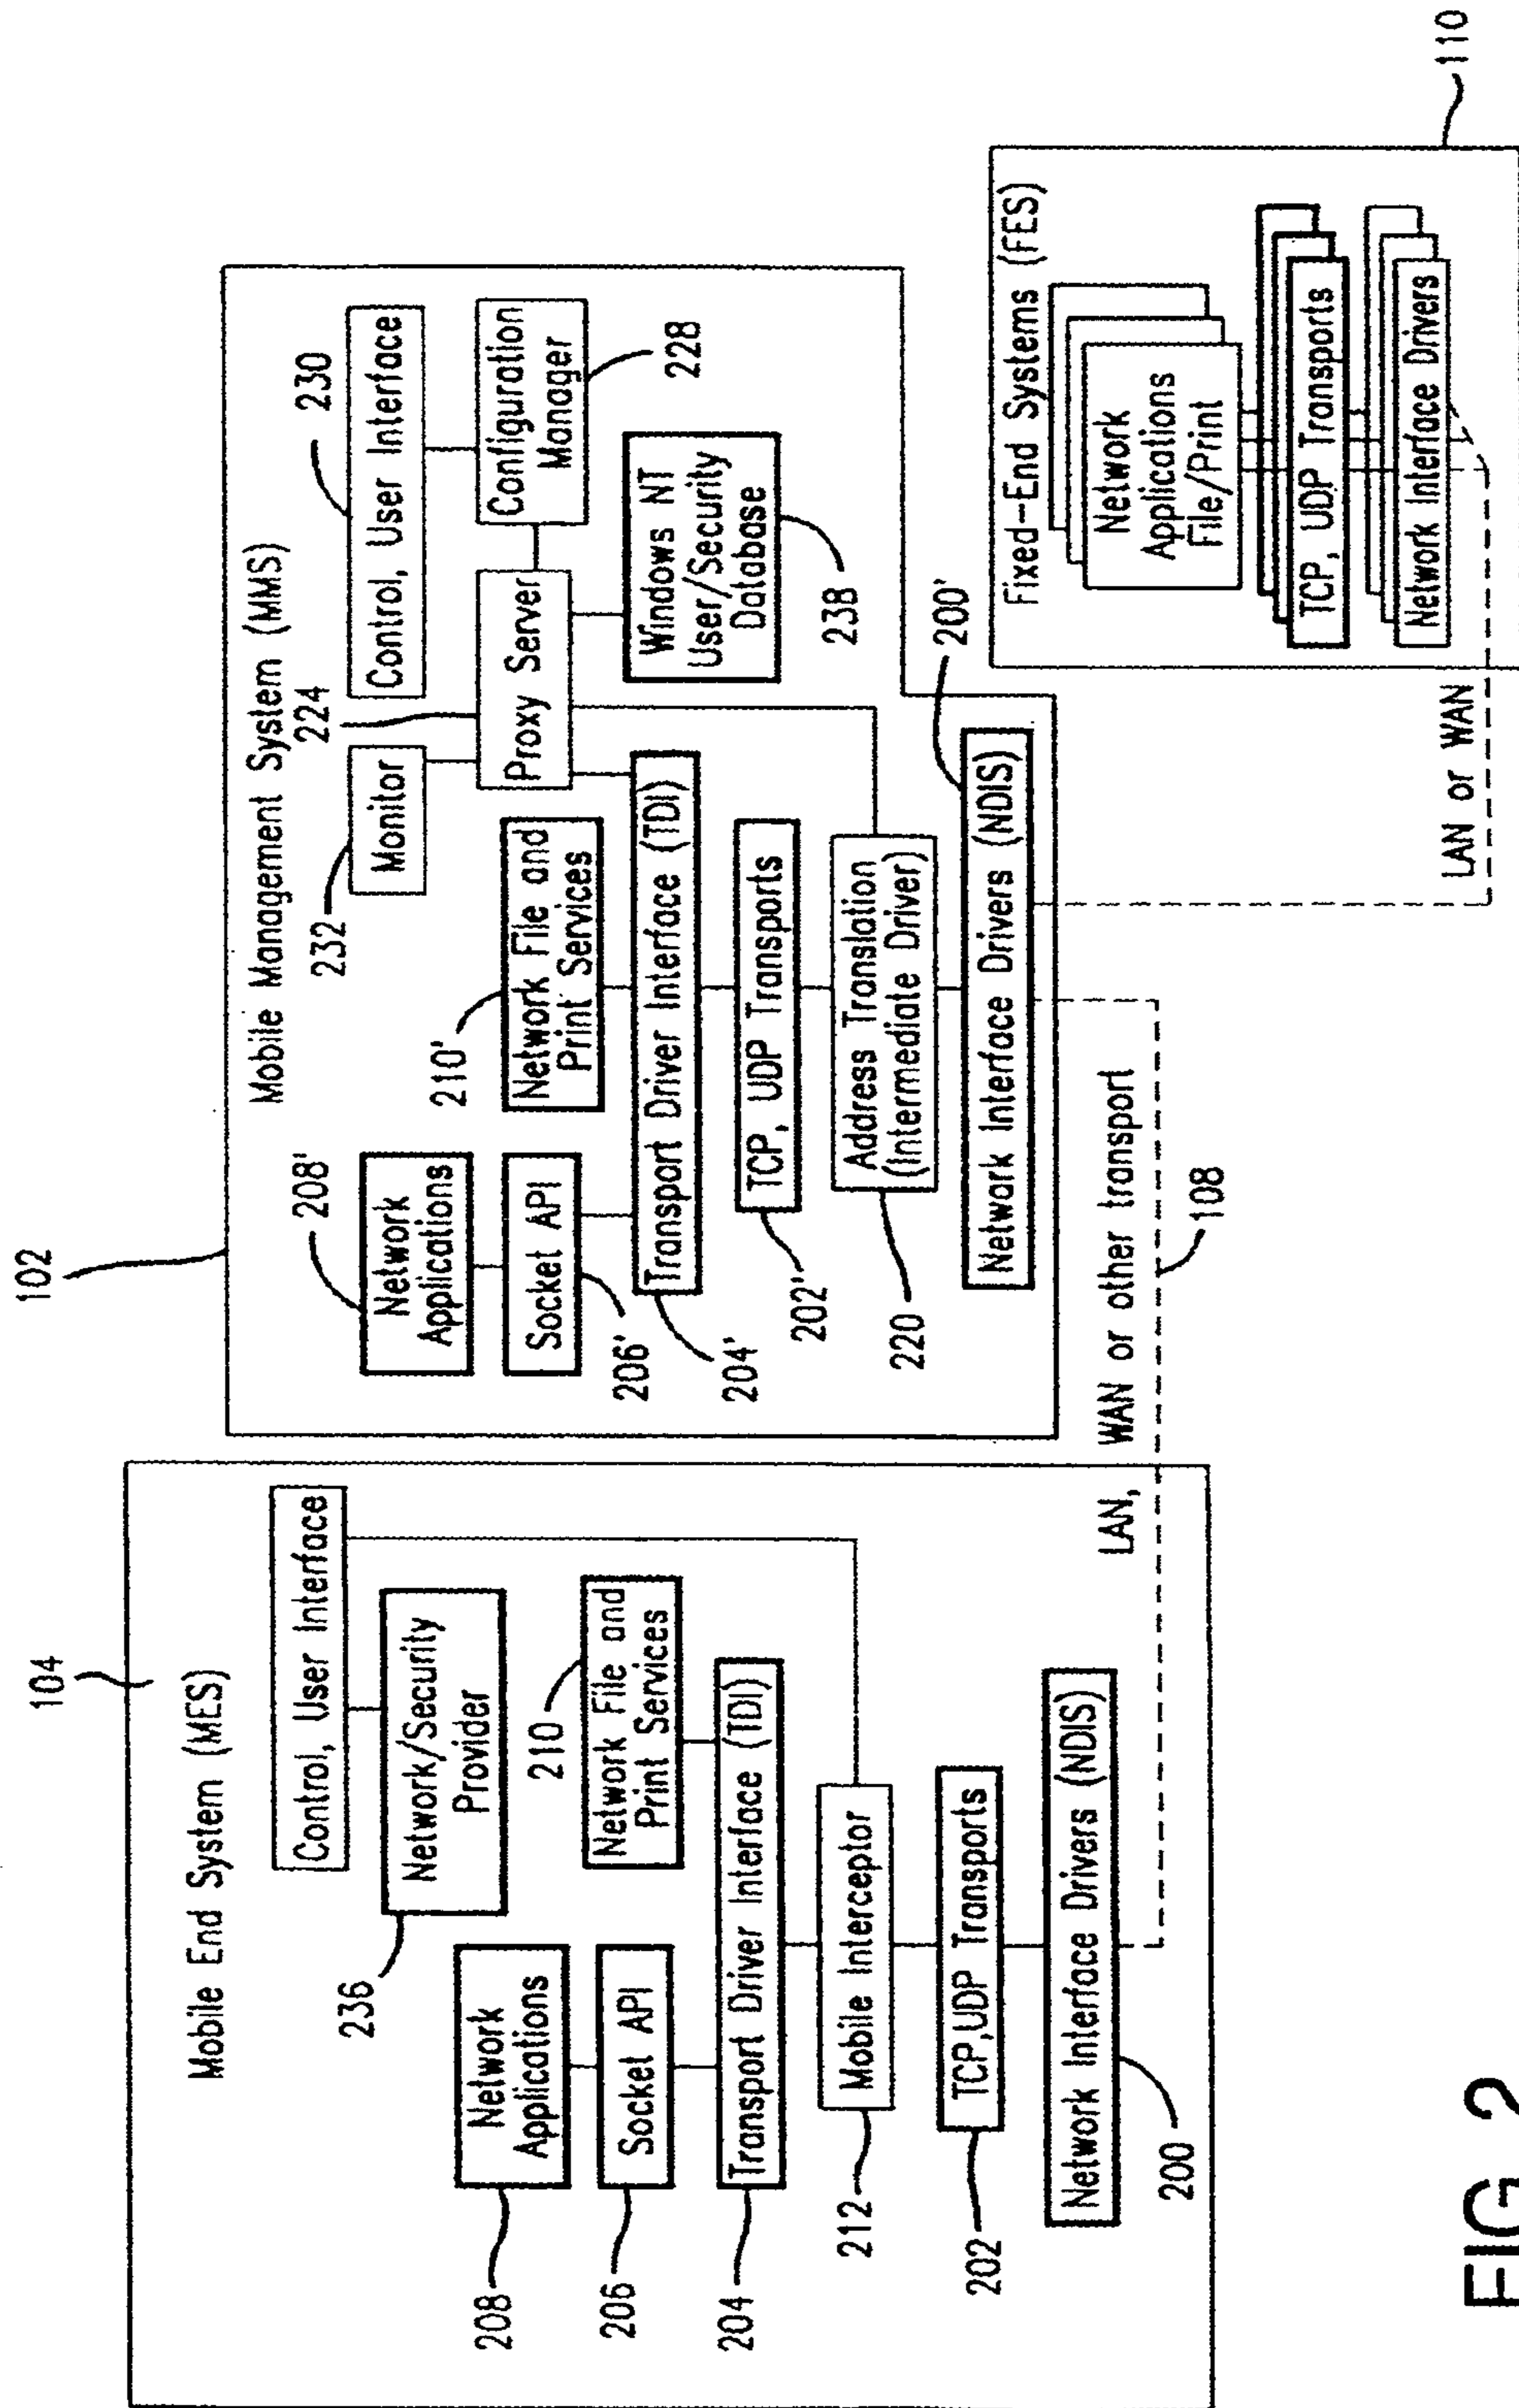 104
Mobile End System (MES)
Control, User Interface
236
Network/Security
Provider
208
Network
Applications
210
Network File and
Print Services
206
Socket API
204
Transport Driver Interface (TDI)
212
Mobile Interceptor
202
TCP,UDP Transports
200
Network Interface Drivers (NDIS)
LAN,
WAN or other transport
108
102
Mobile Management System (MMS)
232
Monitor
224
230
Control, User Interface
208'
Network
Applications
Proxy Server
Configuration
Manager
228
206'
Socket API
210'
Network File and
Print Services
Windows NT
User/Security
Database
238
204'
Transport Driver Interface (TDI)
202'
TCP, UDP Transports
220
Address Translation
(Intermediate Driver)
200'
Network Interface Drivers (NDIS)
LAN or WAN
Fixed-End Systems (FES)
Network
Applications
File/Print
TCP, UDP Transports
Network Interface Drivers
110
FIG. 2